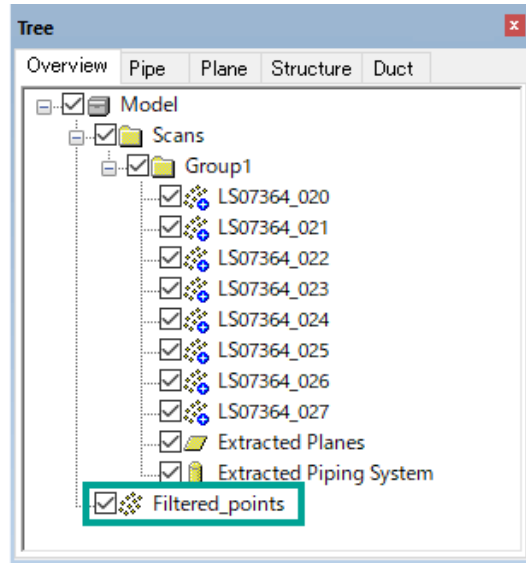 Tree
Overview Pipe Plane Structure Duct
Model
Scans
Group1
LS07364_020
LS07364_021
LS07364_022
LS07364_023
LS07364_024
LS07364_025
LS07364_026
LS07364_027
Extracted Planes
Extracted Piping System
Filtered_points